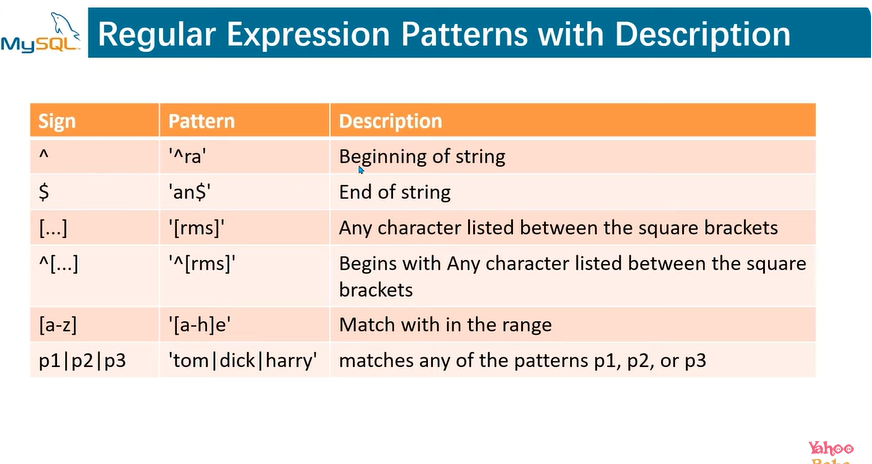 MySQL
Regular Expression Patterns with Description
Sign Pattern Description
^ '^ra' Beginning of string
$ 'an$' End of string
[...] '[rms]' Any character listed between the square brackets
^[...] '^[rms]' Begins with Any character listed between the square
brackets
[a-z] '[a-h]e' Match with in the range
p1|p2|p3 'tom|dick|harry' matches any of the patterns p1, p2, or p3
Yahoo